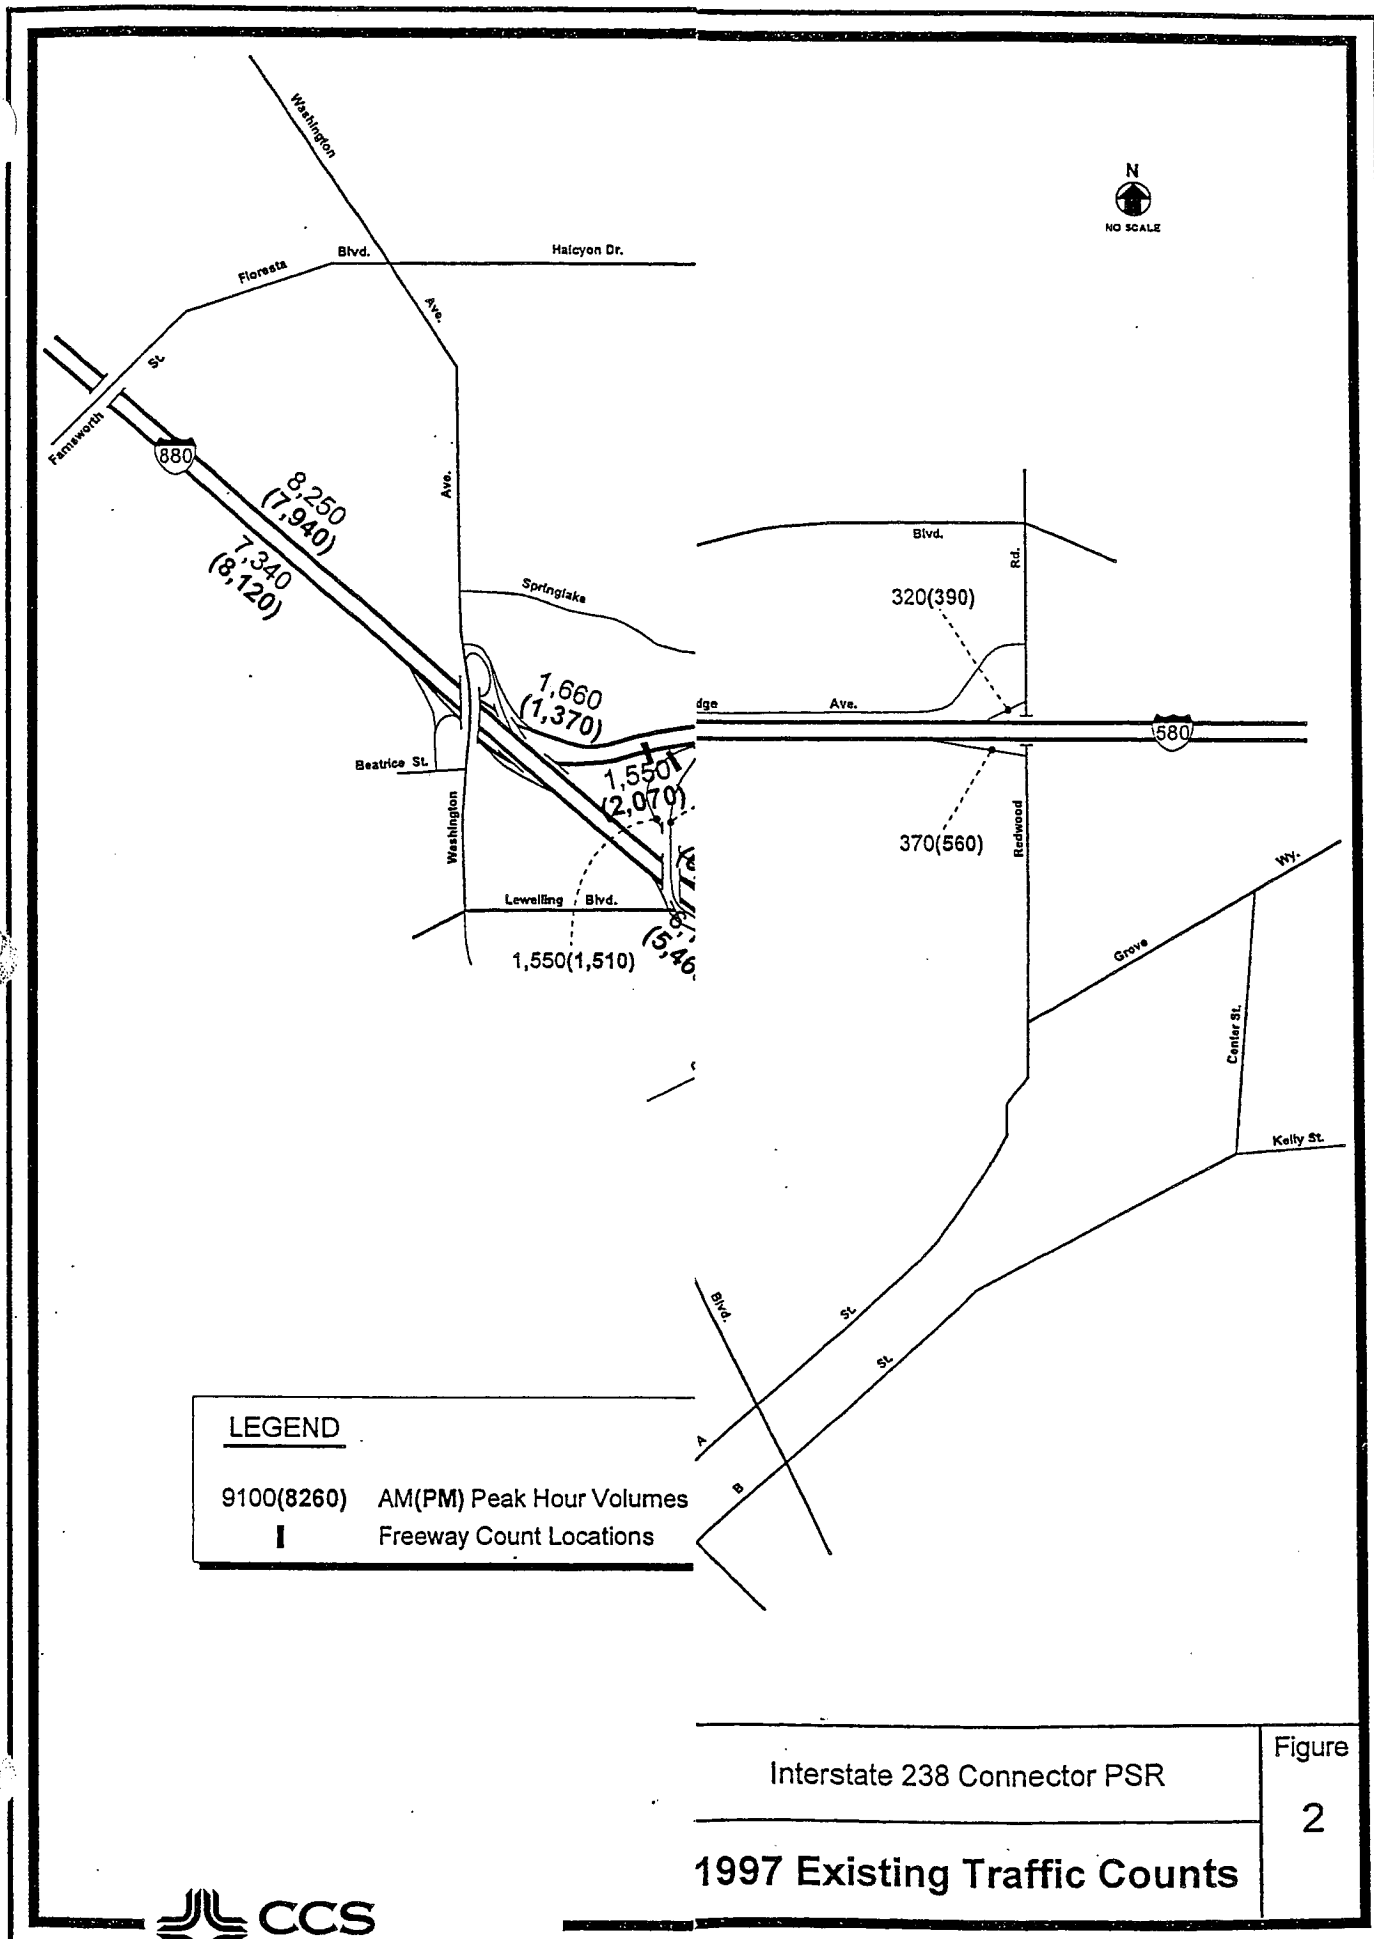 Washington
N
NO SCALE
Floresta
Blvd.
Halcyon Dr.
Ave.
St.
Farnsworth
880
8,250
(7,940)
7,340
(8,120)
Ave.
Springlake
Blvd.
Rd.
320(390)
1,660
(1,370)
dge
Ave.
580
Beatrice St.
1,550
(2,070)
Washington
370(560)
Redwood
Lewelling Blvd.
(5,46
1,550(1,510)
Wy.
Grove
Center St.
Kelly St.
Blvd.
St.
St.
A
B
LEGEND
9100(8260) AM(PM) Peak Hour Volumes
Freeway Count Locations
Interstate 238 Connector PSR
Figure
2
1997 Existing Traffic Counts
CCS